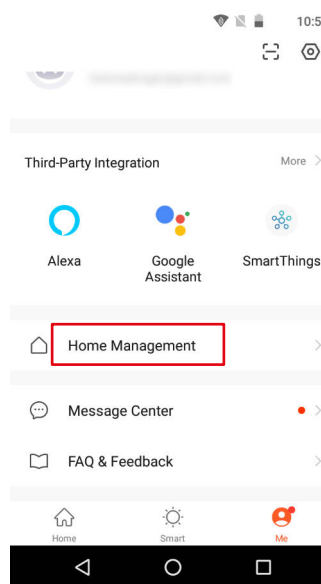 10:5
Third-Party Integration
More
Alexa
Google
Assistant
SmartThings
Home Management
Message Center
FAQ & Feedback
Home
Smart
Me